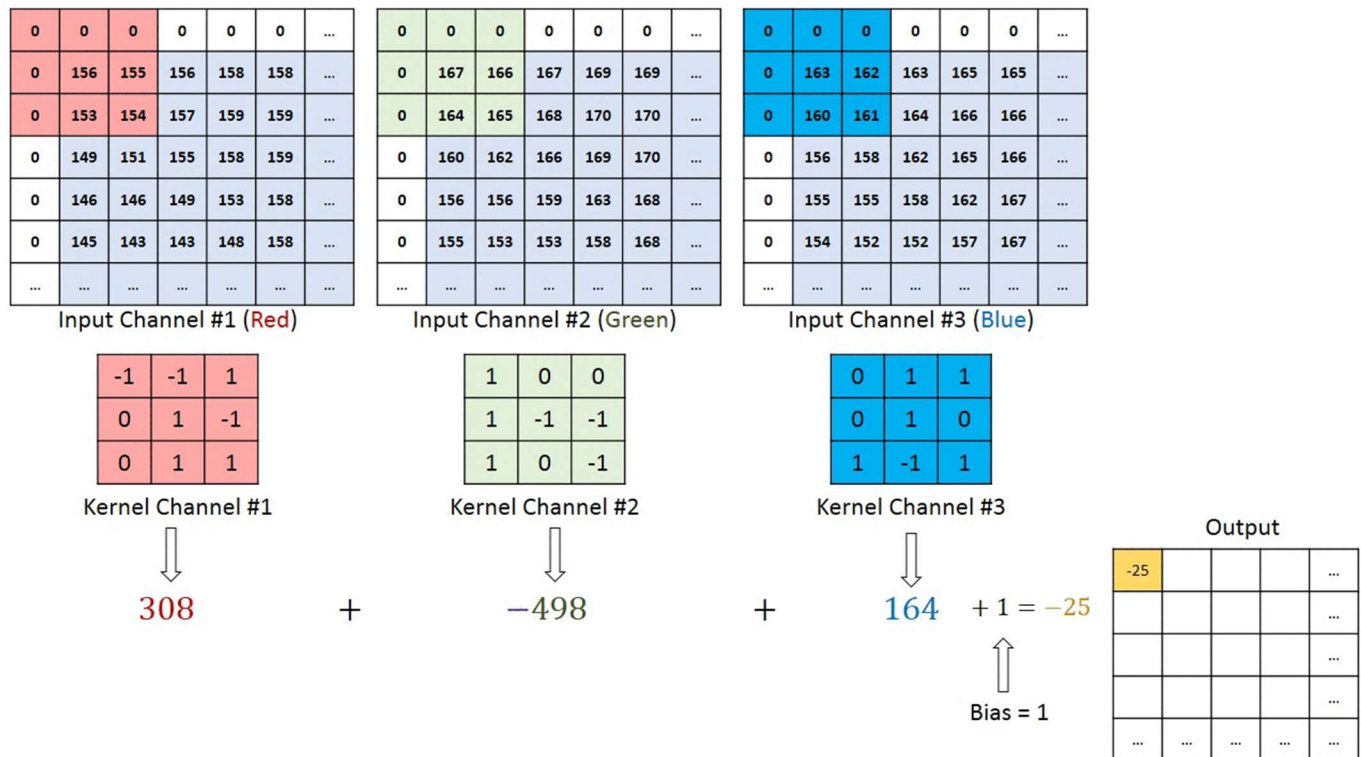 0 0 0 0 0 0 ... 0 0 0 0 0 0 ... 0 0 0 0 0 0 ...
0 156 155 156 158 158 ... 0 167 166 167 169 169 ... 0 163 162 163 165 165 ...
0 153 154 157 159 159 ... 0 164 165 168 170 170 ... 0 160 161 164 166 166 ...
0 149 151 155 158 159 ... 0 160 162 166 169 170 ... 0 156 158 162 165 166 ...
0 146 146 149 153 158 ... 0 156 156 159 163 168 ... 0 155 155 158 162 167 ...
0 145 143 143 148 158 ... 0 155 153 153 158 168 ... 0 154 152 152 157 167 ...
... ... ... ... ... ... ... ... ... ... ... ... ... ... ... ... ... ... ... ... ...
Input Channel #1 (Red) Input Channel #2 (Green) Input Channel #3 (Blue)
-1 -1 1 1 0 0 0 1 1
0 1 -1 1 -1 -1 0 1 0
0 1 1 1 0 -1 1 -1 1
Kernel Channel #1 Kernel Channel #2 Kernel Channel #3
308 + −498 + 164 + 1 = −25
Bias = 1
Output
-25 ...
...
...
...
... ... ... ... ...